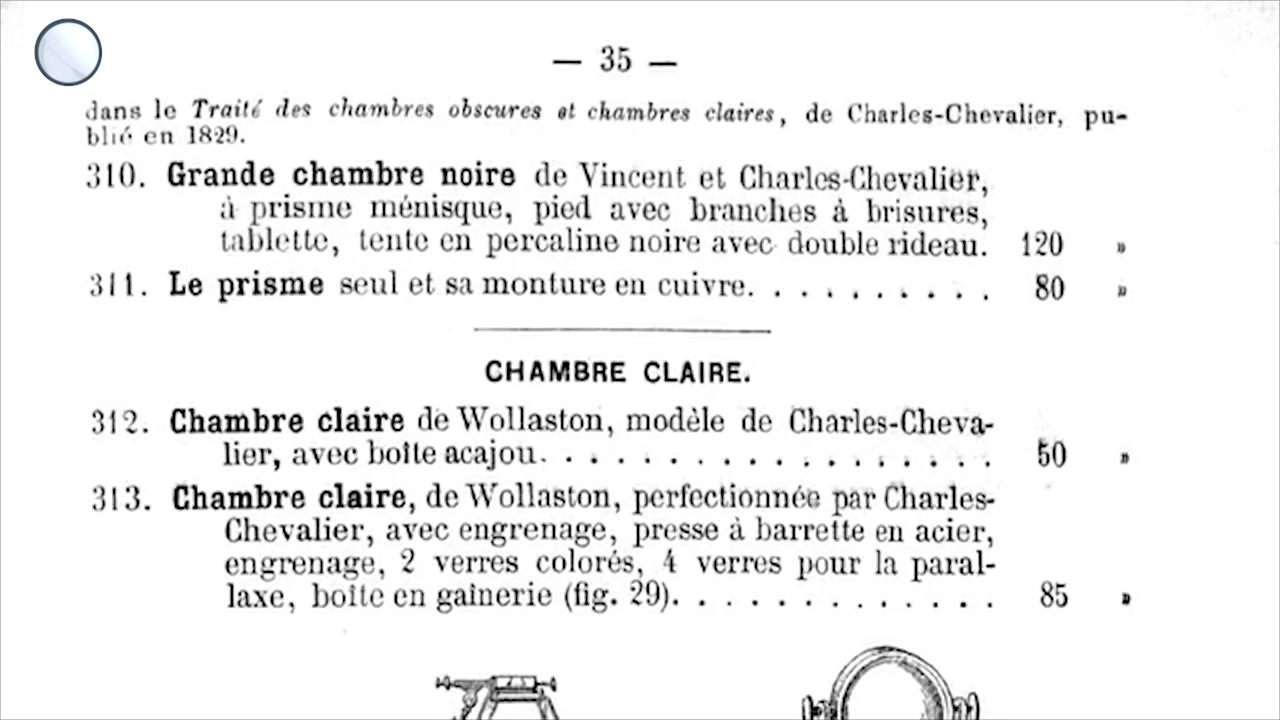 — 35 —
dans le Traité des chambres obscures et chambres claires, de Charles-Chevalier, pu-
blié en 1829.
310. Grande chambre noire de Vincent et Charles-Chevalier,
à prisme ménisque, pied avec branches à brisures,
tablette, tente en percaline noire avec double rideau. 120 »
311. Le prisme seul et sa monture en cuivre. . . . . . . . . . 80 »
CHAMBRE CLAIRE.
312. Chambre claire de Wollaston, modèle de Charles-Cheva-
lier, avec boîte acajou. . . . . . . . . . . . . . . . . . 50 »
313. Chambre claire, de Wollaston, perfectionnée par Charles-
Chevalier, avec engrenage, presse à barrette en acier,
engrenage, 2 verres colorés, 4 verres pour la paral-
laxe, boîte en gaînerie (fig. 29). . . . . . . . . . . . . 85 »